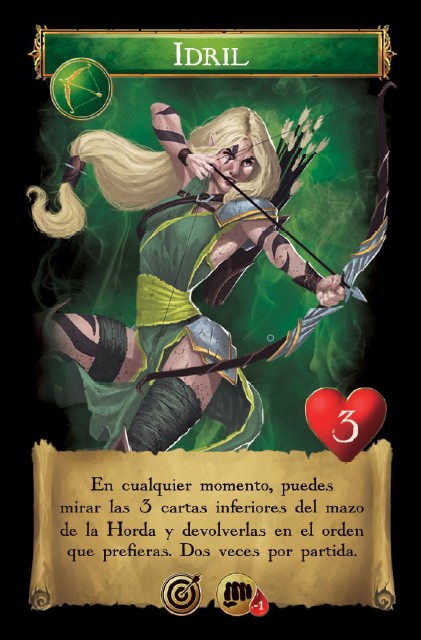 IDRIL
3
En cualquier momento, puedes
mirar las 3 cartas inferiores del mazo
de la Horda y devolverlas en el orden
que prefieras. Dos veces por partida.
-1